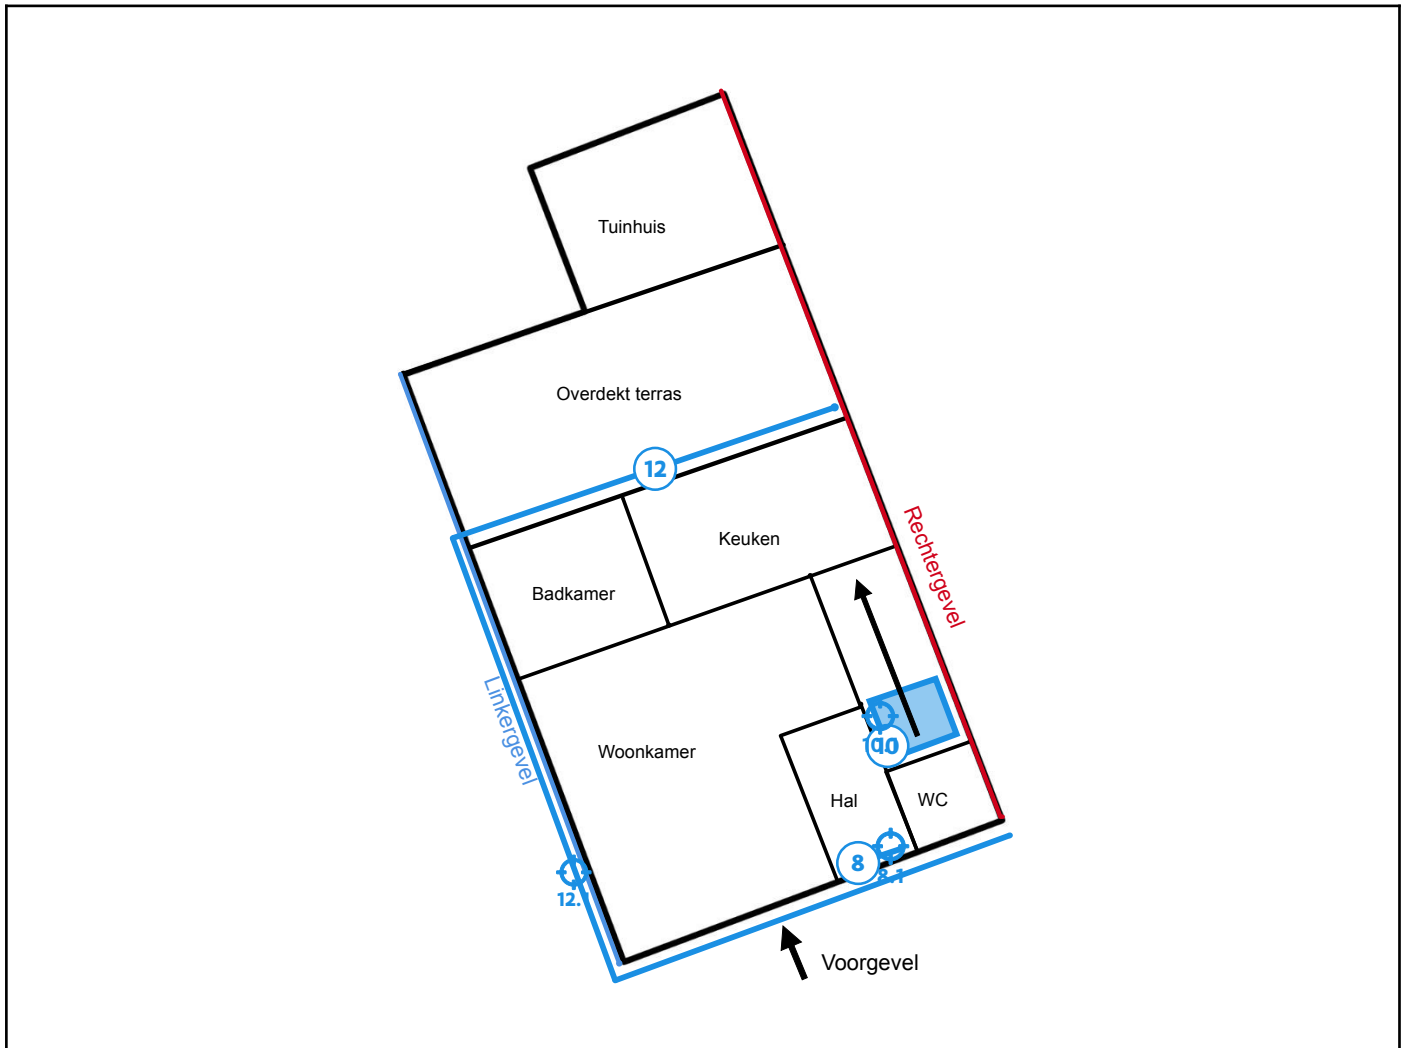 Tuinhuis
Overdekt terras
12
Keuken
Rechtergevel
Badkamer
Linkergevel
Woonkamer
10
Hal
WC
8
8.1
12.
Voorgevel